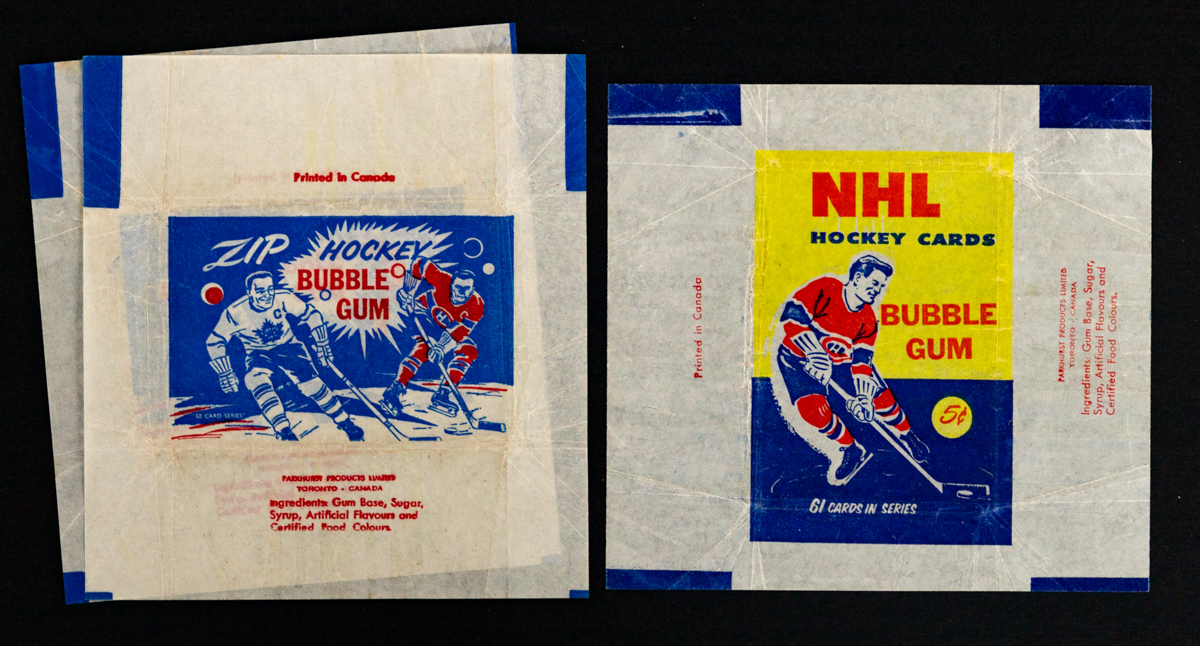 Printed in Canada
ZIP HOCKEY
BUBBLE
GUM
50 CARD SERIES
PARKHURST PRODUCTS LIMITED
TORONTO - CANADA
Ingredients: Gum Base, Sugar,
Syrup, Artificial Flavours and
Certified Food Colours.
Printed in Canada
NHL
HOCKEY CARDS
BUBBLE
GUM
5¢
61 CARDS IN SERIES
PARKHURST PRODUCTS LIMITED
TORONTO - CANADA
Ingredients: Gum Base, Sugar,
Syrup, Artificial Flavours and
Certified Food Colours.